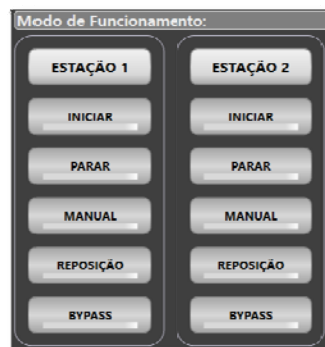 Modo de Funcionamento:
ESTAÇÃO 1
INICIAR
PARAR
MANUAL
REPOSIÇÃO
BYPASS
ESTAÇÃO 2
INICIAR
PARAR
MANUAL
REPOSIÇÃO
BYPASS